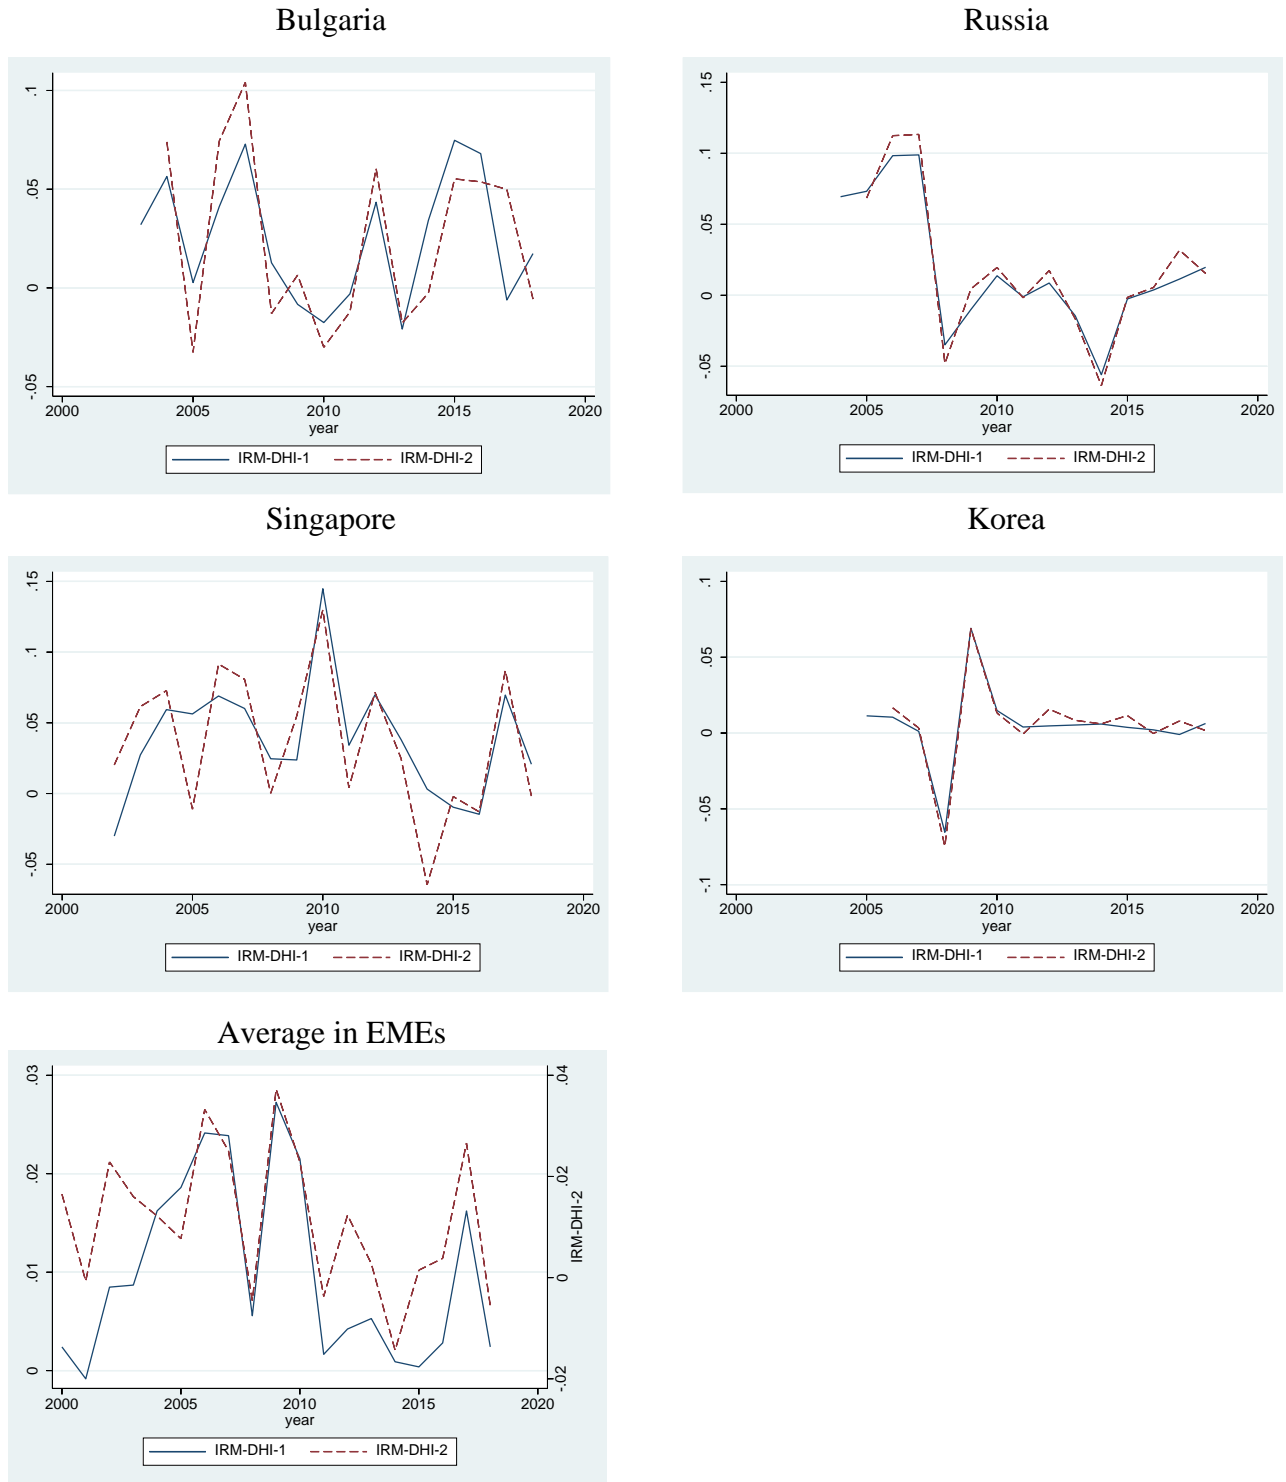 Bulgaria
.1
.05
0
-.05
2000 2005 2010 2015 2020
year
IRM-DHI-1 IRM-DHI-2
Russia
.15
.1
.05
0
-.05
2000 2005 2010 2015 2020
year
IRM-DHI-1 IRM-DHI-2
Singapore
.15
.1
.05
0
-.05
2000 2005 2010 2015 2020
year
IRM-DHI-1 IRM-DHI-2
Korea
.1
.05
0
-.05
-.1
2000 2005 2010 2015 2020
year
IRM-DHI-1 IRM-DHI-2
Average in EMEs
.03
.02
.01
0
.04
.02
0
-.02
IRM-DHI-2
2000 2005 2010 2015 2020
year
IRM-DHI-1 IRM-DHI-2